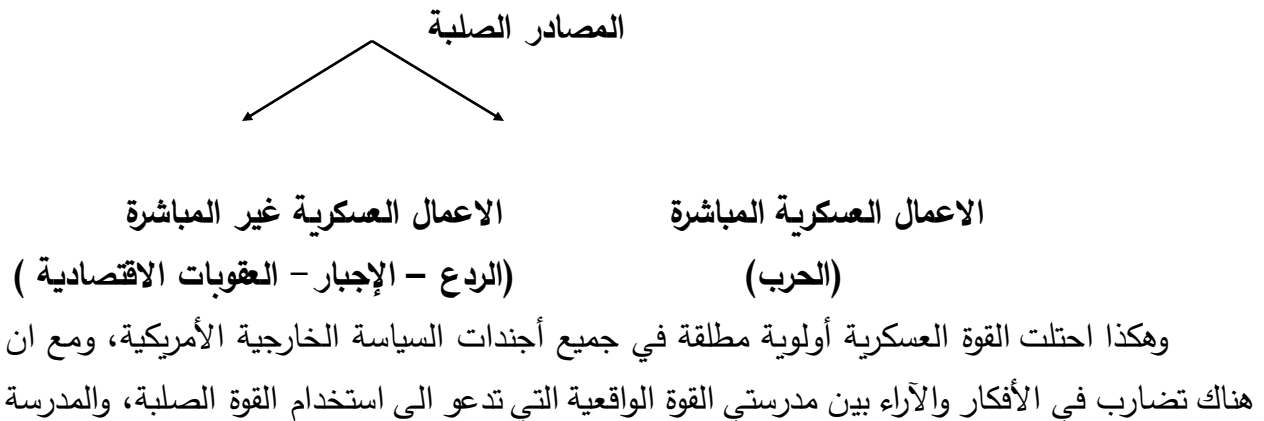 المصادر الصلبة
الاعمال العسكرية المباشرة الاعمال العسكرية غير المباشرة
(الحرب) (الردع – الإجبار – العقوبات الاقتصادية )
وهكذا احتلت القوة العسكرية أولوية مطلقة في جميع أجندات السياسة الخارجية الأمريكية، ومع ان
هناك تضارب في الأفكار والآراء بين مدرستي القوة الواقعية التي تدعو الى استخدام القوة الصلبة، والمدرسة